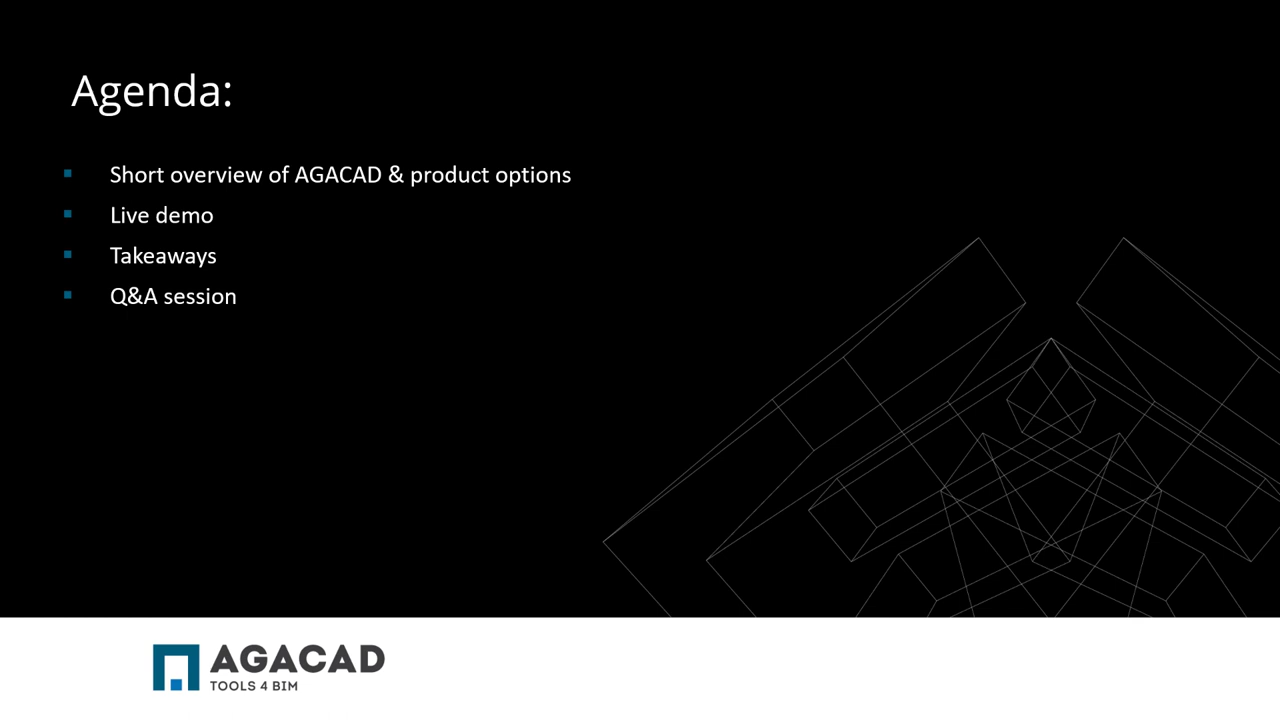 Agenda:
Short overview of AGACAD & product options
Live demo
Takeaways
Q&A session
AGACAD
TOOLS 4 BIM